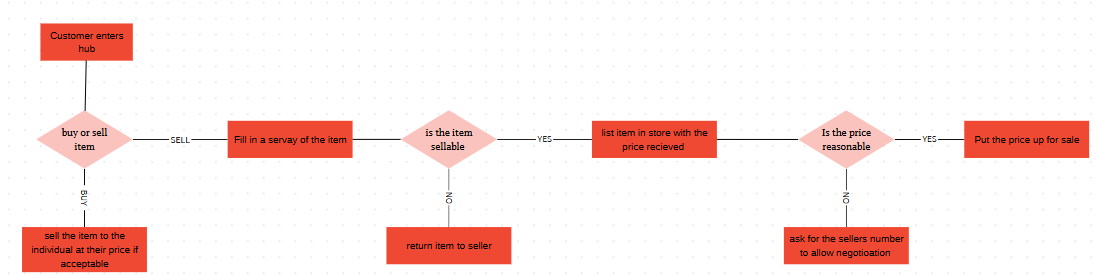 Customer enters
hub
buy or sell
item
SELL
Fill in a servay of the item
is the item
sellable
YES
list item in store with the
price recieved
Is the price
reasonable
YES
Put the price up for sale
BUY
NO
NO
sell the item to the
individual at their price if
acceptable
return item to seller
ask for the sellers number
to allow negotioation